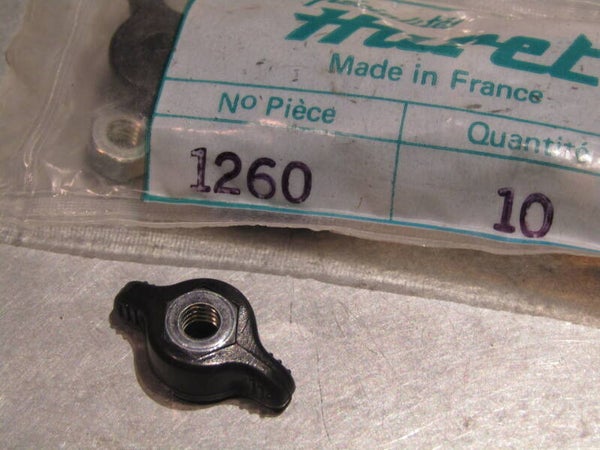 Huret
Made in France
No Pièce
Quantité
1260
10